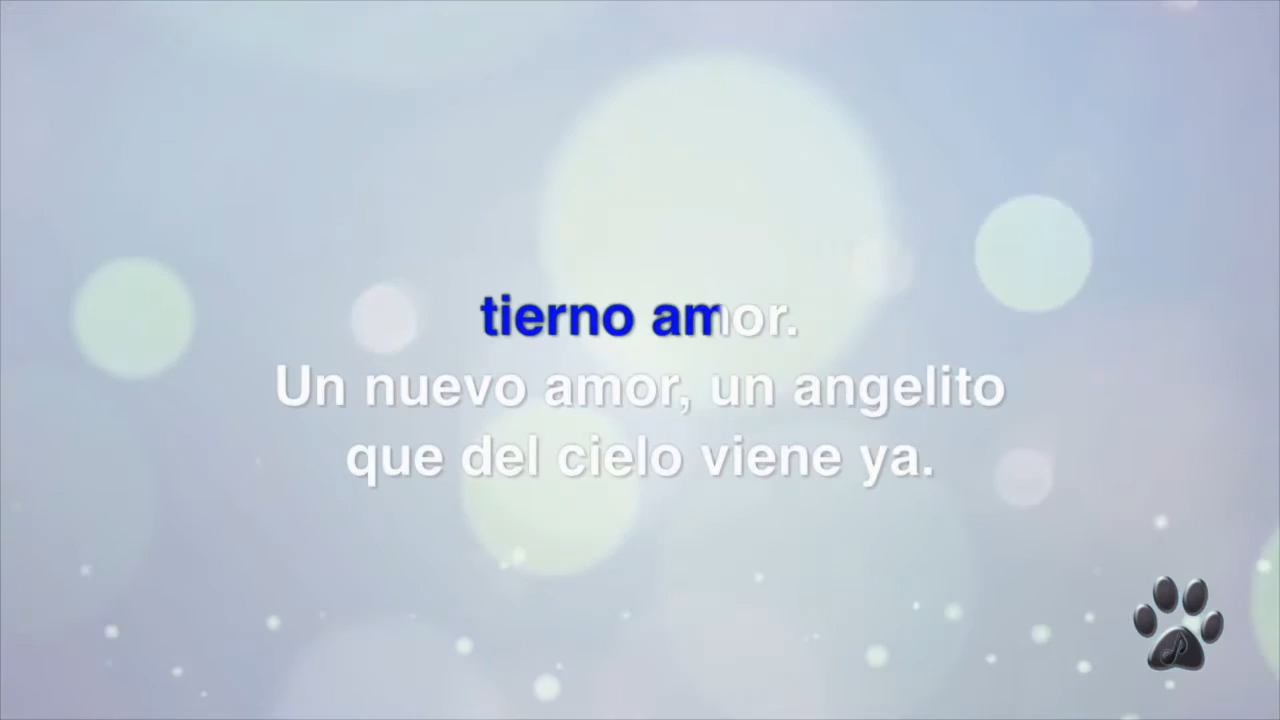 tierno amor.
Un nuevo amor, un angelito
que del cielo viene ya.